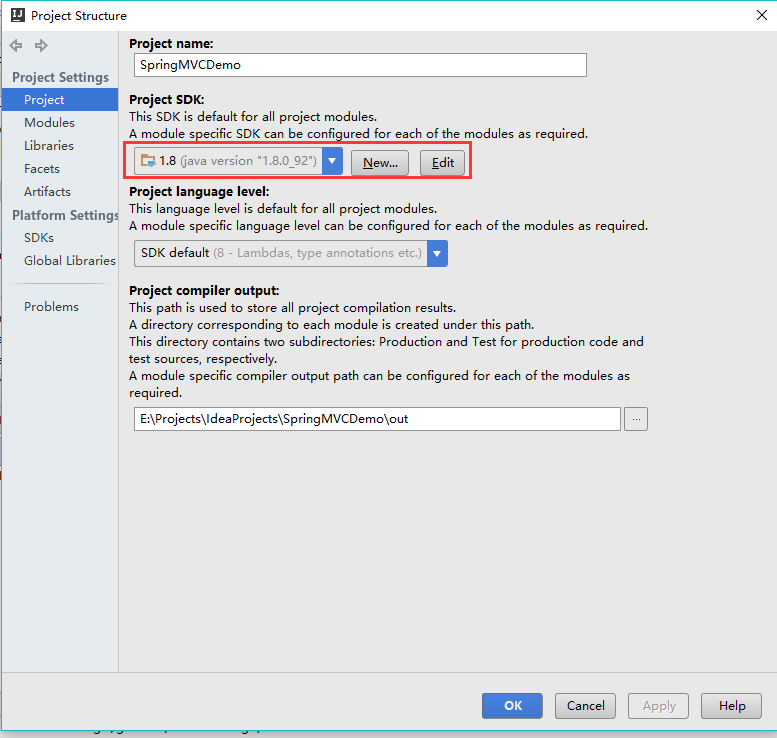 IJ Project Structure
Project Settings
Project
Modules
Libraries
Facets
Artifacts
Platform Settings
SDKs
Global Libraries
Problems
Project name:
SpringMVCDemo
Project SDK:
This SDK is default for all project modules.
A module specific SDK can be configured for each of the modules as required.
1.8 (java version "1.8.0_92") New... Edit
Project language level:
This language level is default for all project modules.
A module specific language level can be configured for each of the modules as required.
SDK default (8 - Lambdas, type annotations etc.)
Project compiler output:
This path is used to store all project compilation results.
A directory corresponding to each module is created under this path.
This directory contains two subdirectories: Production and Test for production code and
test sources, respectively.
A module specific compiler output path can be configured for each of the modules as
required.
E:\Projects\IdeaProjects\SpringMVCDemo\out ...
OK Cancel Apply Help